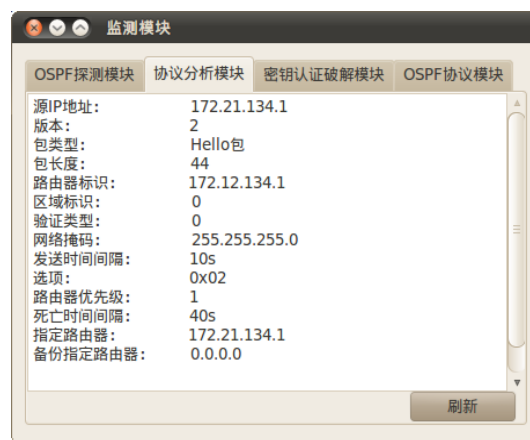 监测模块
OSPF探测模块 协议分析模块 密钥认证破解模块 OSPF协议模块
源IP地址: 172.21.134.1
版本: 2
包类型: Hello包
包长度: 44
路由器标识: 172.12.134.1
区域标识: 0
验证类型: 0
网络掩码: 255.255.255.0
发送时间间隔: 10s
选项: 0x02
路由器优先级: 1
死亡时间间隔: 40s
指定路由器: 172.21.134.1
备份指定路由器: 0.0.0.0
刷新